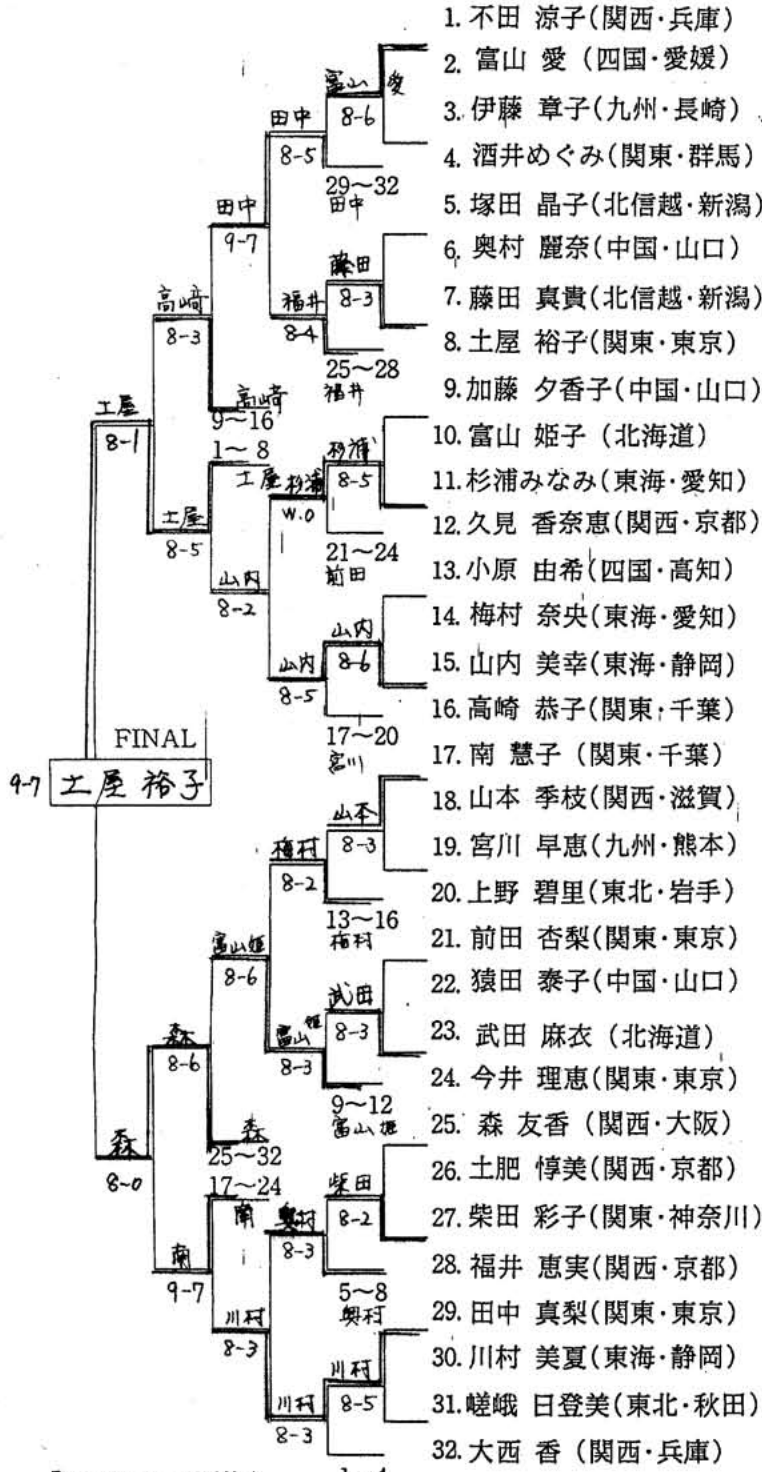 1. 不田 涼子(関西·兵庫)
2. 富山 愛 (四国·愛媛)
富山 愛
3. 伊藤 章子(九州·長崎)
田中
8-6
8-5
4. 酒井めぐみ(関東·群馬)
29～32
田中
田中
5. 塚田 晶子(北信越·新潟)
9-7
6. 奥村 麗奈(中国·山口)
藤田
高崎
福井
8-3
7. 藤田 真貴(北信越·新潟)
8-3
8-4
8. 土屋 裕子(関東·東京)
25～28
福井
高崎
9. 加藤 夕香子(中国·山口)
土屋
9～16
8-1
1～ 8
10. 富山 姫子 (北海道)
杉浦
土屋
杉浦
8-5
11. 杉浦みなみ(東海·愛知)
土屋
W.O
12. 久見 香奈恵(関西·京都)
8-5
21～24
前田
山内
13. 小原 由希(四国·高知)
8-2
14. 梅村 奈央(東海·愛知)
山内
山内
8-6
15. 山内 美幸(東海·静岡)
8-5
16. 高崎 恭子(関東·千葉)
FINAL
17～20
宮川
17. 南 慧子 (関東·千葉)
9-7 土屋 裕子
山本
18. 山本 季枝(関西·滋賀)
梅村
8-3
19. 宮川 早恵(九州·熊本)
8-2
20. 上野 碧里(東北·岩手)
13～16
梅村
富山姫
21. 前田 杏梨(関東·東京)
8-6
武田
22. 猿田 泰子(中国·山口)
森
富山姫
8-3
23. 武田 麻衣 (北海道)
8-6
8-3
24. 今井 理恵(関東·東京)
9～12
富山姫
森
森
25. 森 友香 (関西·大阪)
8-0
25～32
17～24
26. 土肥 惇美(関西·京都)
柴田
南
奥村
8-2
27. 柴田 彩子(関東·神奈川)
南
8-3
28. 福井 恵実(関西·京都)
9-7
5～8
奥村
29. 田中 真梨(関東·東京)
川村
8-3
30. 川村 美夏(東海·静岡)
川村
川村
8-5
31. 嵯峨 日登美(東北·秋田)
8-3
32. 大西 香 (関西·兵庫)